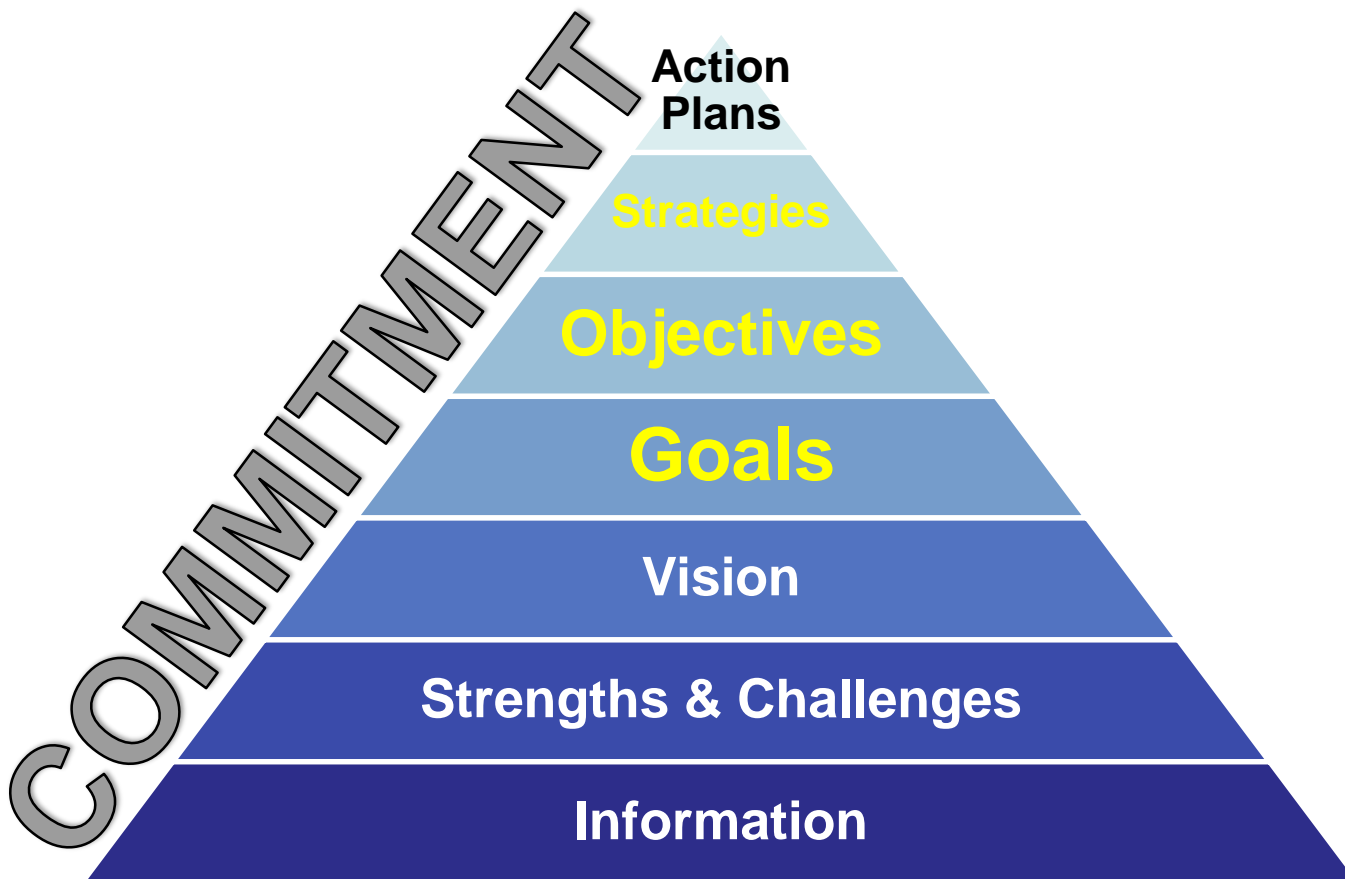 COMMITMENT
Action
Plans
Strategies
Objectives
Goals
Vision
Strengths & Challenges
Information